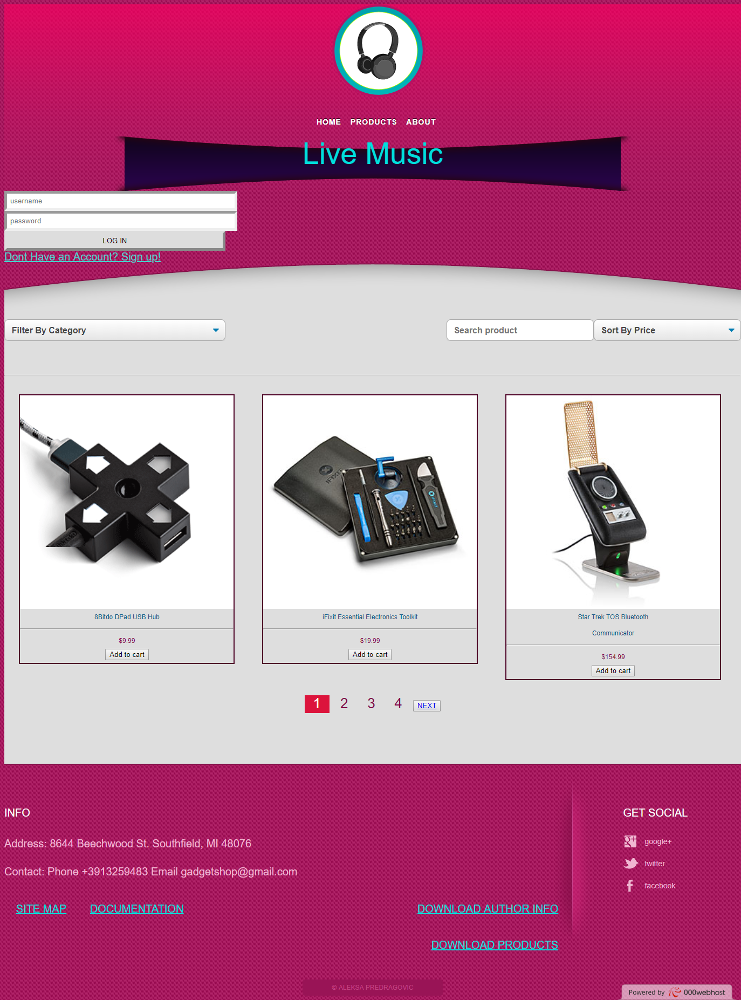 HOME PRODUCTS ABOUT
Live Music
username
password
LOG IN
Dont Have an Account? Sign up!
Filter By Category
Search product
Sort By Price
iFixit
iFIXIT
8Bitdo DPad USB Hub
$9.99
Add to cart
iFixit Essential Electronics Toolkit
$19.99
Add to cart
Star Trek TOS Bluetooth
Communicator
$154.99
Add to cart
1 2 3 4 NEXT
INFO
Address: 8644 Beechwood St. Southfield, MI 48076
Contact: Phone +3913259483 Email gadgetshop@gmail.com
SITE MAP DOCUMENTATION
DOWNLOAD AUTHOR INFO
DOWNLOAD PRODUCTS
GET SOCIAL
google+
twitter
facebook
© ALEKSA PREDRAGOVIC
Powered by 000webhost